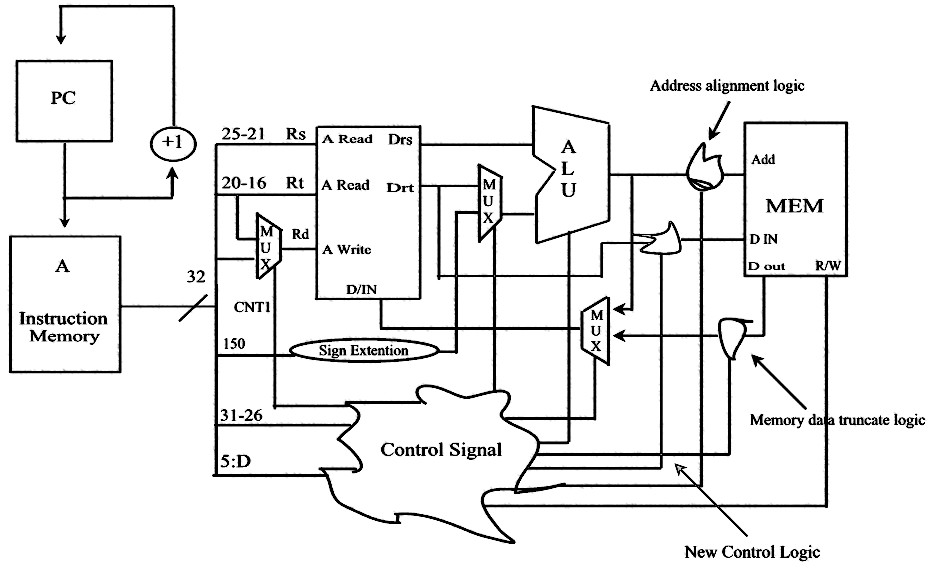 Address alignment logic
PC
+1
25-21 Rs
A Read Drs
A
L
U
Add
20-16 Rt
A Read
Drt
M
U
X
MEM
M
U
X
Rd
A Write
D IN
A
32
D/IN
D out R/W
Instruction
Memory
CNT1
M
U
X
150
Sign Extention
31-26
Memory data truncate logic
Control Signal
5:D
New Control Logic